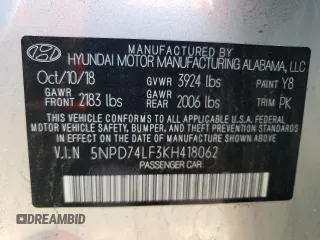 MANUFACTURED BY
HYUNDAI MOTOR MANUFACTURING ALABAMA, LLC
Oct/10/18 GVWR 3924 lbs PAINT Y8
GAWR FRONT 2183 lbs GAWR REAR 2006 lbs TRIM PK
THIS VEHICLE CONFORMS TO ALL APPLICABLE
FEDERAL MOTOR VEHICLE SAFETY, BUMPER, AND
THEFT PREVENTION STANDARDS IN EFFECT ON THE
DATE OF MANUFACTURE SHOWN ABOVE.
V.I.N 5NPD74LF3KH418062
PASSENGER CAR
AUTOBIDMASTER